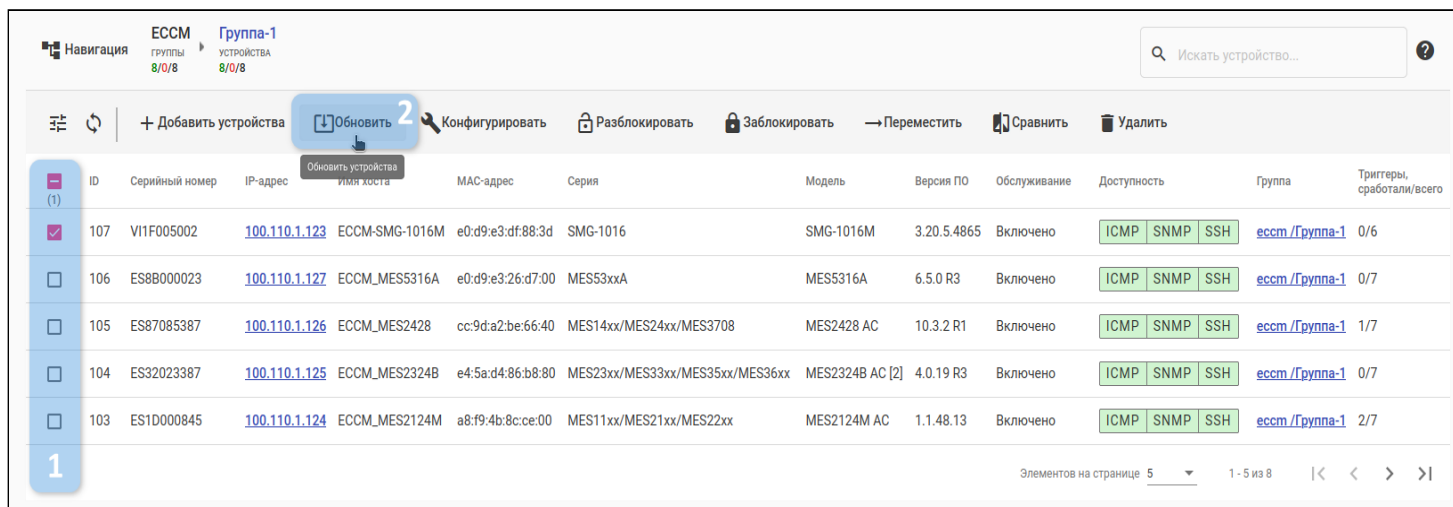 Навигация
ECCM
ГРУППЫ
8/0/8
Группа-1
УСТРОЙСТВА
8/0/8
Искать устройство...
Добавить устройства Обновить 2 Конфигурировать Разблокировать Заблокировать Переместить Сравнить Удалить
Обновить устройства
(1) ID Серийный номер IP-адрес Имя хоста MAC-адрес Серия Модель Версия ПО Обслуживание Доступность Группа Триггеры, сработали/всего
107 VI1F005002 100.110.1.123 ECCM-SMG-1016M e0:d9:e3:df:88:3d SMG-1016 SMG-1016M 3.20.5.4865 Включено ICMP SNMP SSH eccm /Группа-1 0/6
106 ES8B000023 100.110.1.127 ECCM_MES5316A e0:d9:e3:26:d7:00 MES53xxA MES5316A 6.5.0 R3 Включено ICMP SNMP SSH eccm /Группа-1 0/7
105 ES87085387 100.110.1.126 ECCM_MES2428 cc:9d:a2:be:66:40 MES14xx/MES24xx/MES3708 MES2428 AC 10.3.2 R1 Включено ICMP SNMP SSH eccm /Группа-1 1/7
104 ES32023387 100.110.1.125 ECCM_MES2324B e4:5a:d4:86:b8:80 MES23xx/MES33xx/MES35xx/MES36xx MES2324B AC [2] 4.0.19 R3 Включено ICMP SNMP SSH eccm /Группа-1 0/7
103 ES1D000845 100.110.1.124 ECCM_MES2124M a8:f9:4b:8c:ce:00 MES11xx/MES21xx/MES22xx MES2124M AC 1.1.48.13 Включено ICMP SNMP SSH eccm /Группа-1 2/7
1
Элементов на странице 5 1 - 5 из 8